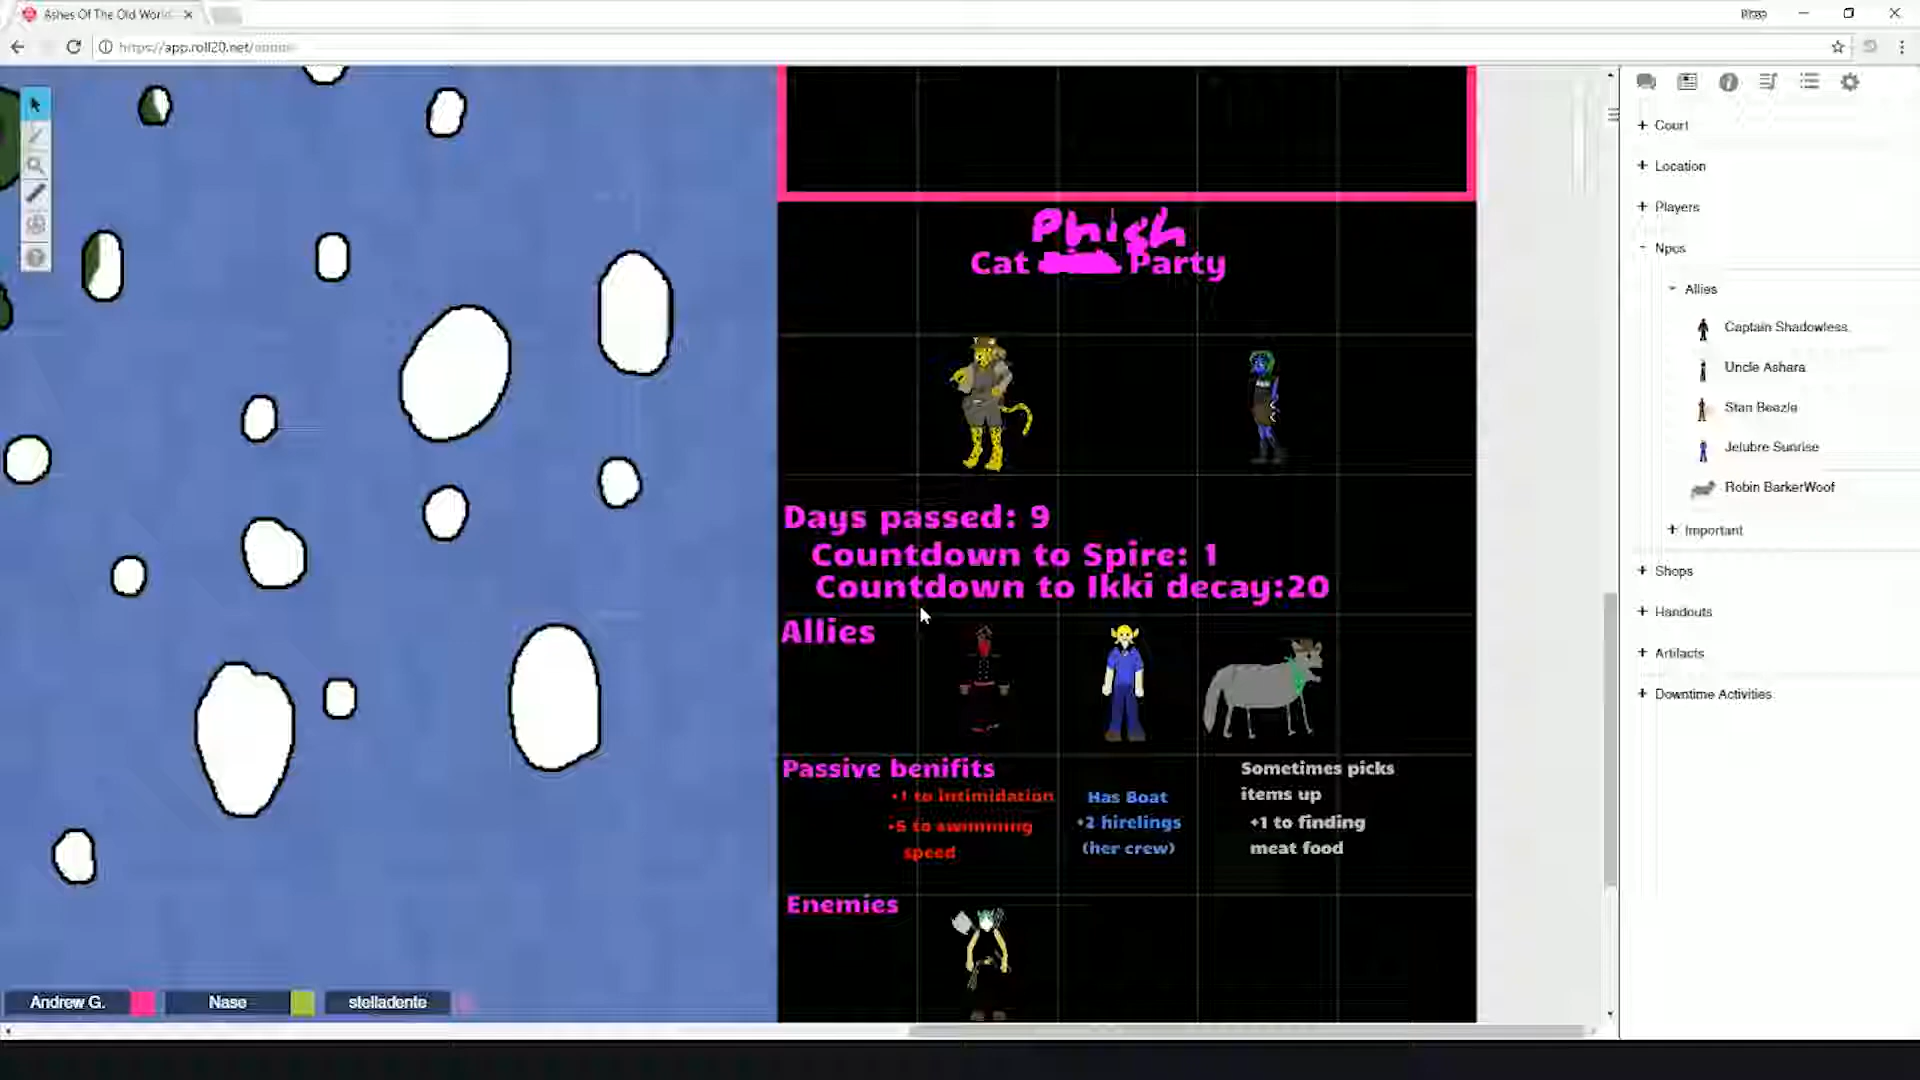 Ashes Of The Old World
https://app.roll20.net/
Court
Location
Players
Npcs
Allies
Captain Shadowless
Uncle Ashara
Stan Beazle
Jelubre Sunrise
Robin BarkerWoof
Important
Shops
Handouts
Artifacts
Downtime Activities
Phish
Cat Party
Days passed: 9
Countdown to Spire: 1
Countdown to Ikki decay:20
Allies
Passive benifits
+1 to intimidation
+5 to swimming
speed
Has Boat
+2 hirelings
(her crew)
Sometimes picks
items up
+1 to finding
meat food
Enemies
Andrew G.
Nase
stelladente